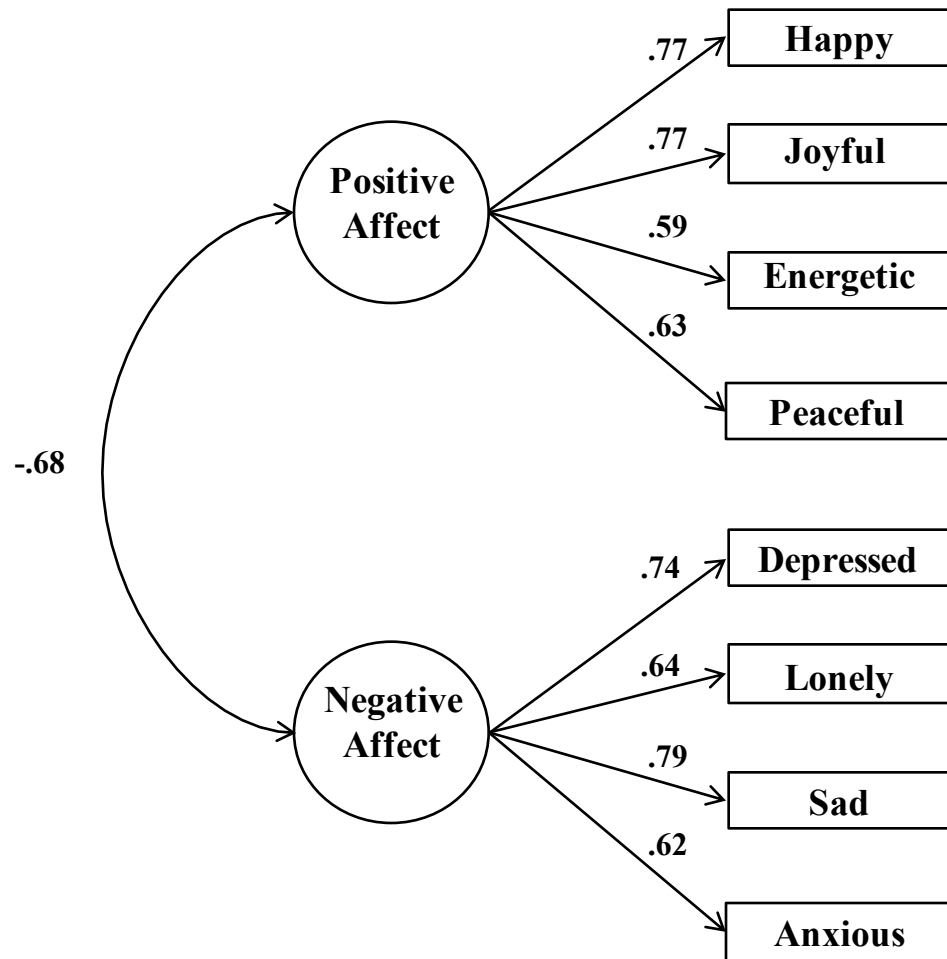 Happy
.77
.77
Joyful
Positive
Affect
.59
Energetic
.63
Peaceful
-.68
.74
Depressed
.64
Lonely
Negative
Affect
.79
Sad
.62
Anxious